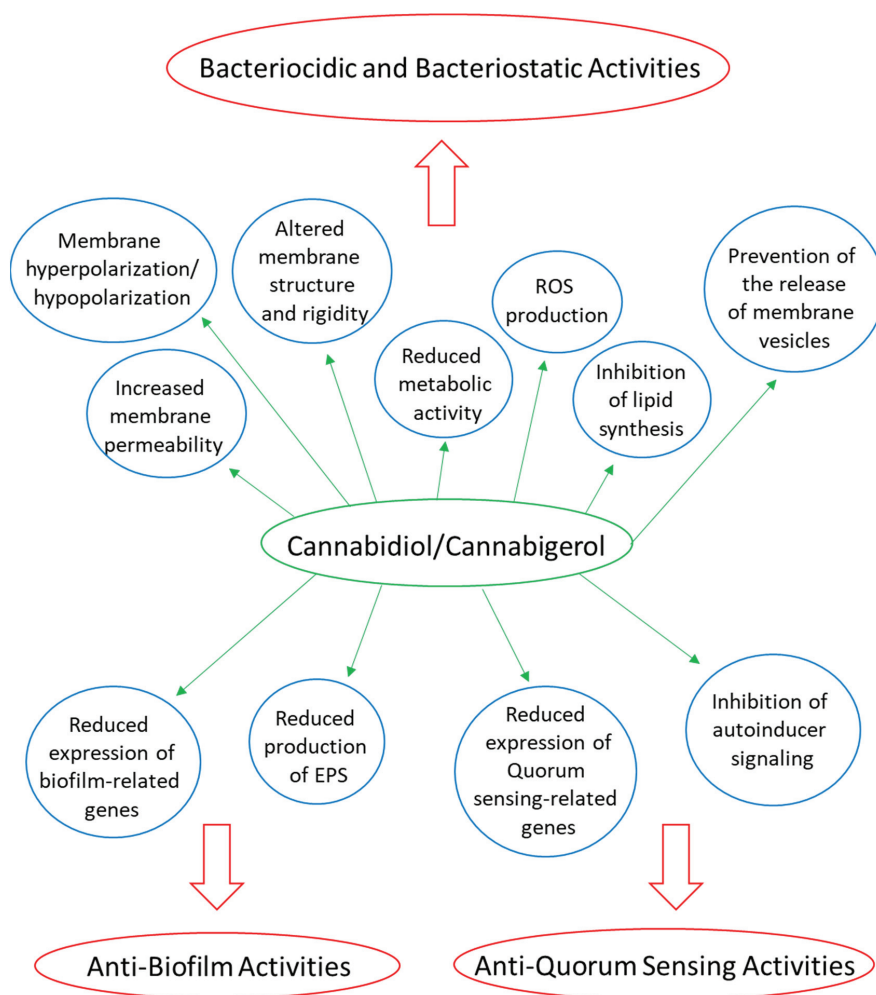 Bacteriocidic and Bacteriostatic Activities
Membrane
hyperpolarization/
hypopolarization
Altered
membrane
structure
and rigidity
ROS
production
Prevention of
the release
of membrane
vesicles
Increased
membrane
permeability
Reduced
metabolic
activity
Inhibition
of lipid
synthesis
Cannabidiol/Cannabigerol
Reduced
expression of
biofilm-related
genes
Reduced
production
of EPS
Reduced
expression of
Quorum
sensing-related
genes
Inhibition of
autoinducer
signaling
Anti-Biofilm Activities
Anti-Quorum Sensing Activities